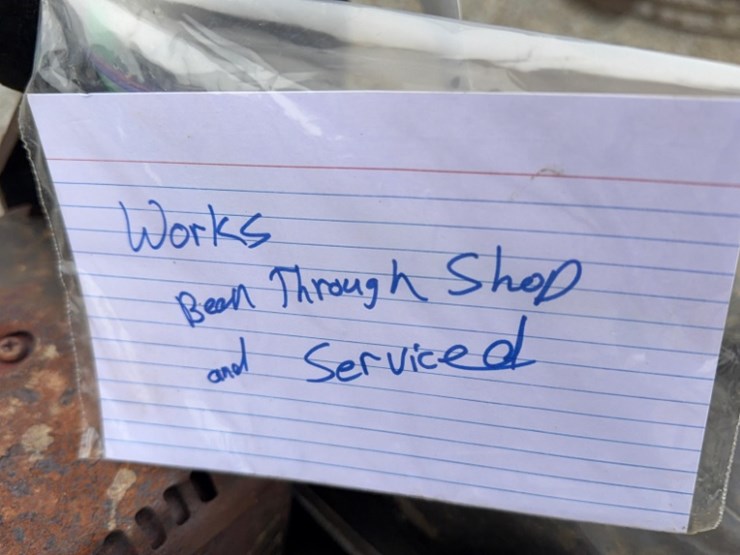 Works
Been Through Shop
and Serviced